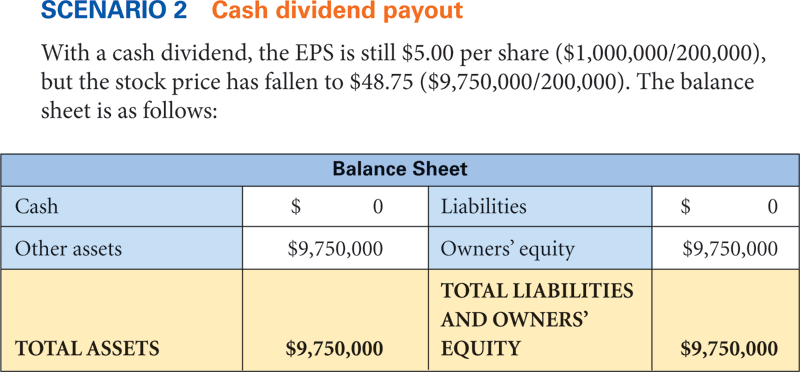 SCENARIO 2 Cash dividend payout
With a cash dividend, the EPS is still $5.00 per share ($1,000,000/200,000),
but the stock price has fallen to $48.75 ($9,750,000/200,000). The balance
sheet is as follows:
Balance Sheet
Cash $ 0 Liabilities $ 0
Other assets $9,750,000 Owners’ equity $9,750,000
TOTAL LIABILITIES
AND OWNERS’
TOTAL ASSETS $9,750,000 EQUITY $9,750,000